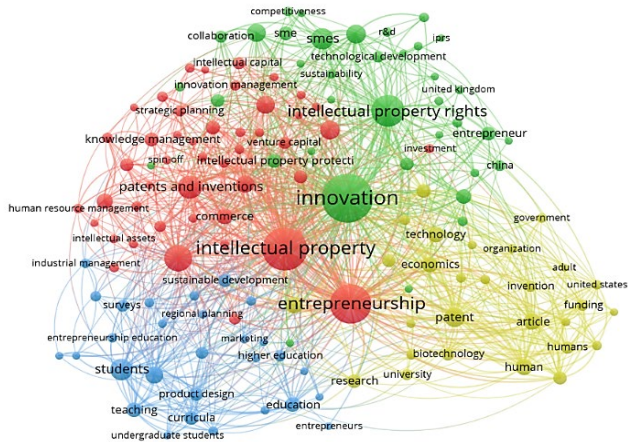 competitiveness
collaboration
sme
smes
r&d
iprs
technological development
intellectual capital
sustainability
innovation management
united kingdom
strategic planning
intellectual property rights
entrepreneur
knowledge management
venture capital
investment
spin-off
intellectual property protecti
china
patents and inventions
innovation
human resource management
commerce
government
intellectual assets
technology
intellectual property
organization
industrial management
economics
adult
sustainable development
invention
united states
surveys
entrepreneurship
funding
regional planning
patent
article
entrepreneurship education
marketing
humans
higher education
biotechnology
students
human
university
research
product design
teaching
education
curricula
entrepreneurs
undergraduate students